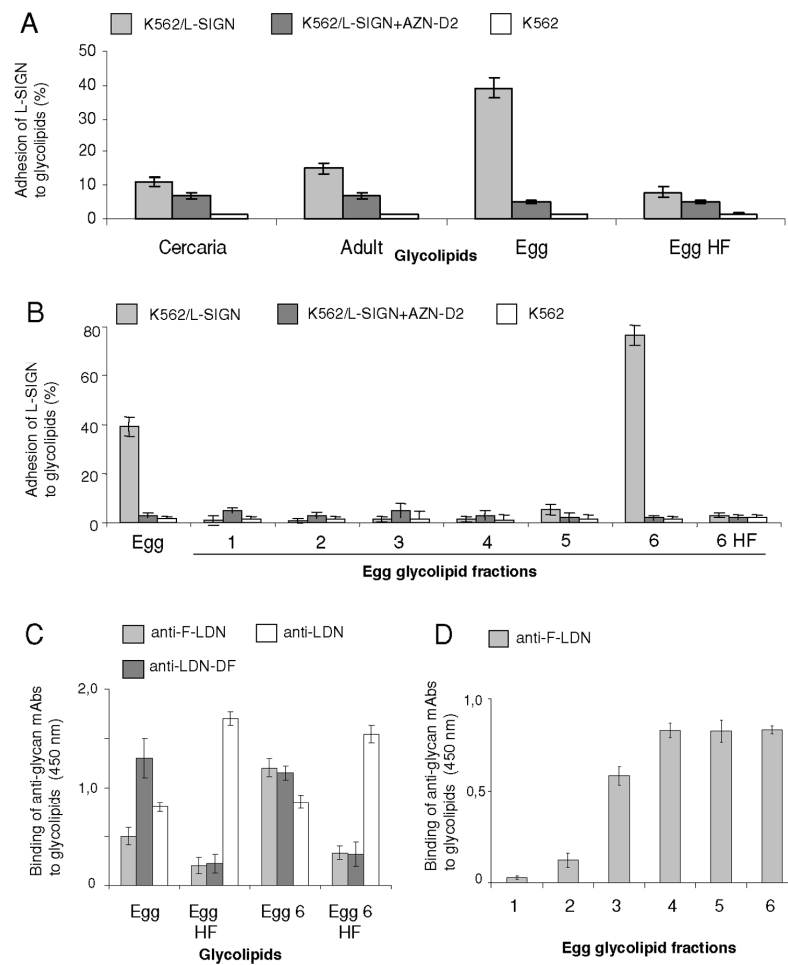 A
K562/L-SIGN K562/L-SIGN+AZN-D2 K562
Adhesion of L-SIGN
to glycolipids (%)
50
40
30
20
10
0
Cercaria Adult Egg Egg HF
Glycolipids
B
K562/L-SIGN K562/L-SIGN+AZN-D2 K562
Adhesion of L-SIGN
to glycolipids (%)
80
60
40
20
0
Egg 1 2 3 4 5 6 6 HF
Egg glycolipid fractions
C
anti-F-LDN anti-LDN
anti-LDN-DF
Binding of anti-glycan mAbs
to glycolipids (450 nm)
2,0
1,0
0
Egg Egg HF Egg 6 Egg 6 HF
Glycolipids
D
anti-F-LDN
Binding of anti-glycan mAbs
to glycolipids (450 nm)
1,0
0,5
0
1 2 3 4 5 6
Egg glycolipid fractions